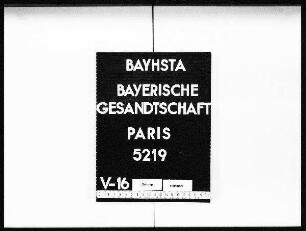 BAYHSTA
BAYERISCHE
GESANDTSCHAFT
PARIS
5219
V-16